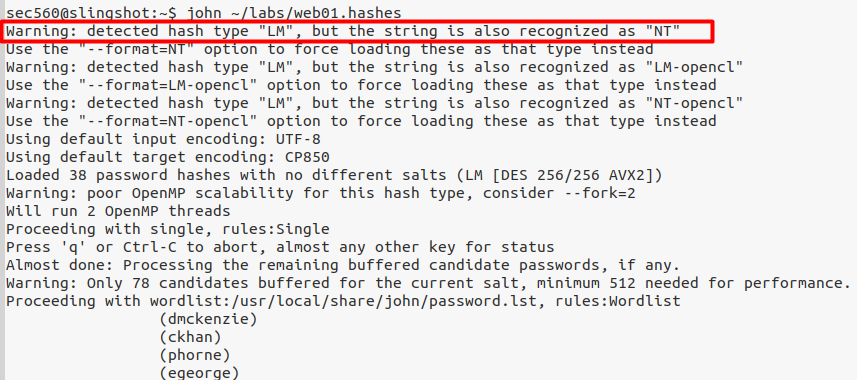 sec560@slingshot:~$ john ~/labs/web01.hashes
Warning: detected hash type "LM", but the string is also recognized as "NT"
Use the "--format=NT" option to force loading these as that type instead
Warning: detected hash type "LM", but the string is also recognized as "LM-opencl"
Use the "--format=LM-opencl" option to force loading these as that type instead
Warning: detected hash type "LM", but the string is also recognized as "NT-opencl"
Use the "--format=NT-opencl" option to force loading these as that type instead
Using default input encoding: UTF-8
Using default target encoding: CP850
Loaded 38 password hashes with no different salts (LM [DES 256/256 AVX2])
Warning: poor OpenMP scalability for this hash type, consider --fork=2
Will run 2 OpenMP threads
Proceeding with single, rules:Single
Press 'q' or Ctrl-C to abort, almost any other key for status
Almost done: Processing the remaining buffered candidate passwords, if any.
Warning: Only 78 candidates buffered for the current salt, minimum 512 needed for performance.
Proceeding with wordlist:/usr/local/share/john/password.lst, rules:Wordlist
(dmckenzie)
(ckhan)
(phorne)
(egeorge)